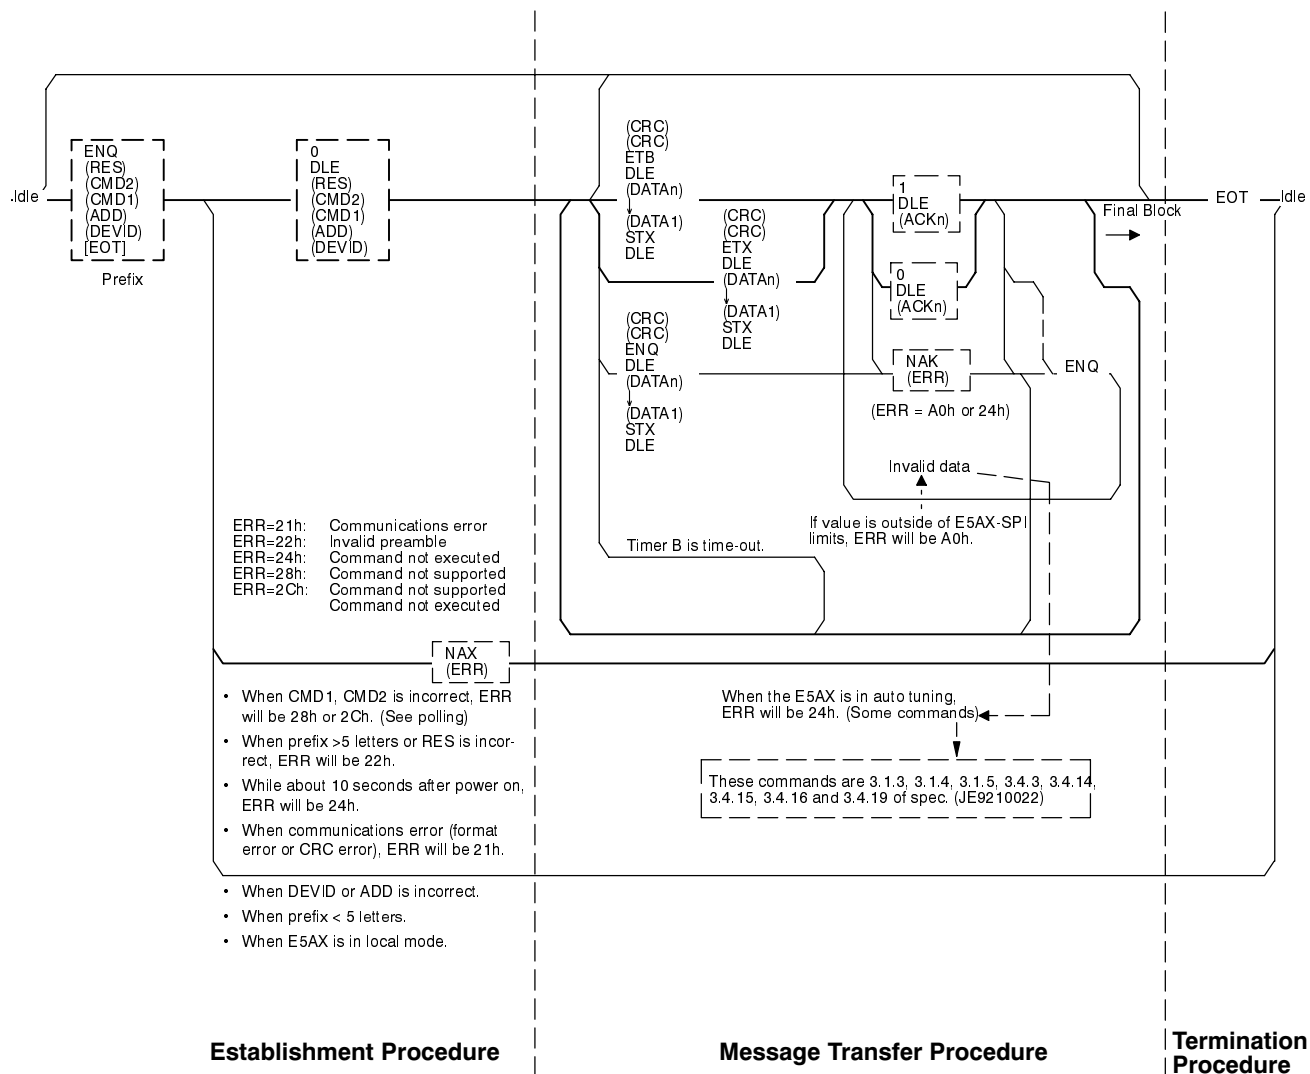 .Idle
ENQ
(RES)
(CMD2)
(CMD1)
(ADD)
(DEVID)
[EOT]
Prefix
0
DLE
(RES)
(CMD2)
(CMD1)
(ADD)
(DEVID)
(CRC)
(CRC)
ETB
DLE
(DATAn)
(DATA1)
STX
DLE
(CRC)
(CRC)
ETX
DLE
(DATAn)
(DATA1)
STX
DLE
(CRC)
(CRC)
ENQ
DLE
(DATAn)
(DATA1)
STX
DLE
1
DLE
(ACKn)
0
DLE
(ACKn)
NAK
(ERR)
(ERR = A0h or 24h)
ENQ
Final Block
EOT
Idle
Invalid data
If value is outside of E5AX-SPI
limits, ERR will be A0h.
Timer B is time-out.
ERR=21h: Communications error
ERR=22h: Invalid preamble
ERR=24h: Command not executed
ERR=28h: Command not supported
ERR=2Ch: Command not supported
Command not executed
NAX
(ERR)
• When CMD1, CMD2 is incorrect, ERR
will be 28h or 2Ch. (See polling)
• When prefix >5 letters or RES is incor-
rect, ERR will be 22h.
• While about 10 seconds after power on,
ERR will be 24h.
• When communications error (format
error or CRC error), ERR will be 21h.
• When DEVID or ADD is incorrect.
• When prefix < 5 letters.
• When E5AX is in local mode.
When the E5AX is in auto tuning,
ERR will be 24h. (Some commands)
These commands are 3.1.3, 3.1.4, 3.1.5, 3.4.3, 3.4.14,
3.4.15, 3.4.16 and 3.4.19 of spec. (JE9210022)
Establishment Procedure
Message Transfer Procedure
Termination
Procedure